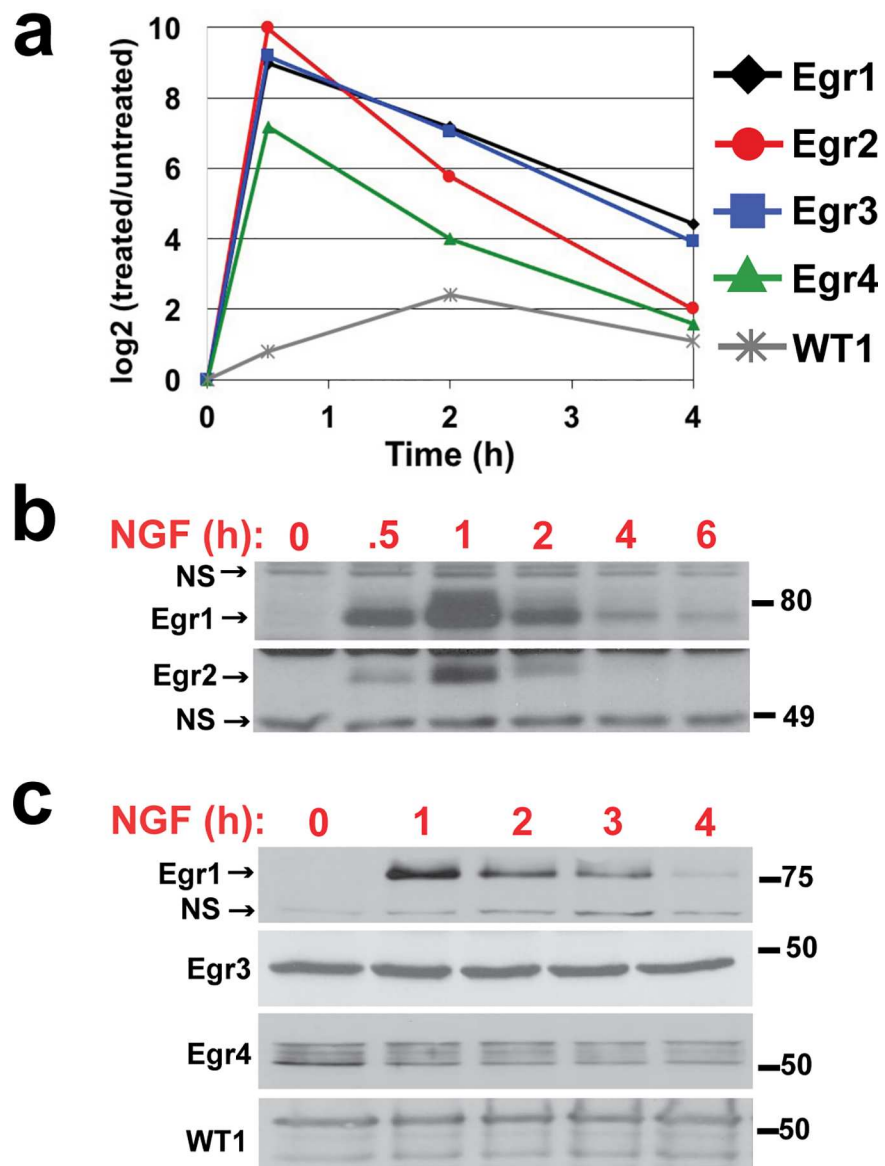 a
log2 (treated/untreated)
10
8
6
4
2
0
0 1 2 3 4
Time (h)
Egr1
Egr2
Egr3
Egr4
WT1
b
NGF (h): 0 .5 1 2 4 6
NS→
Egr1→
80
Egr2→
NS→
49
c
NGF (h): 0 1 2 3 4
Egr1→
75
NS→
Egr3
50
Egr4
50
WT1
50